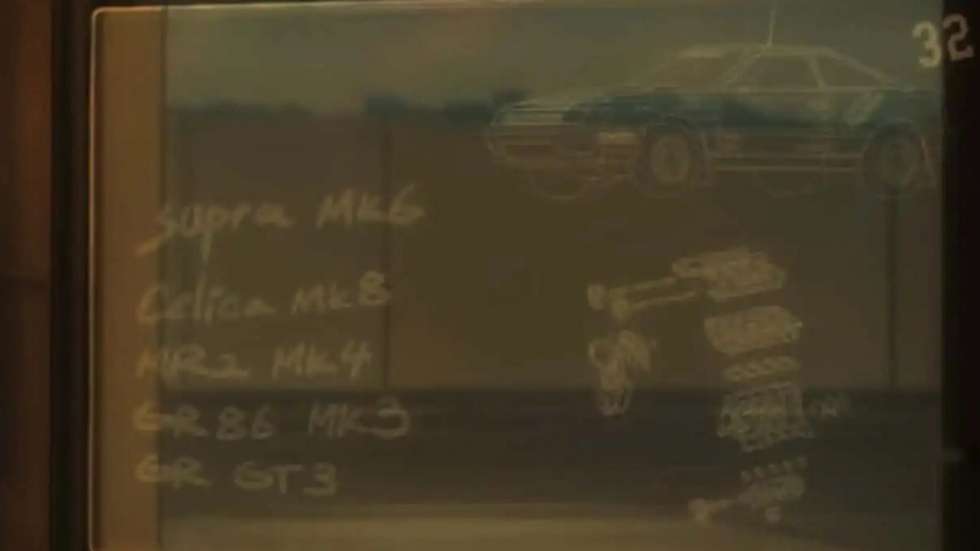 32
supra Mk6
Celica Mk8
MR2 Mk4
GR86 Mk3
GR GT3